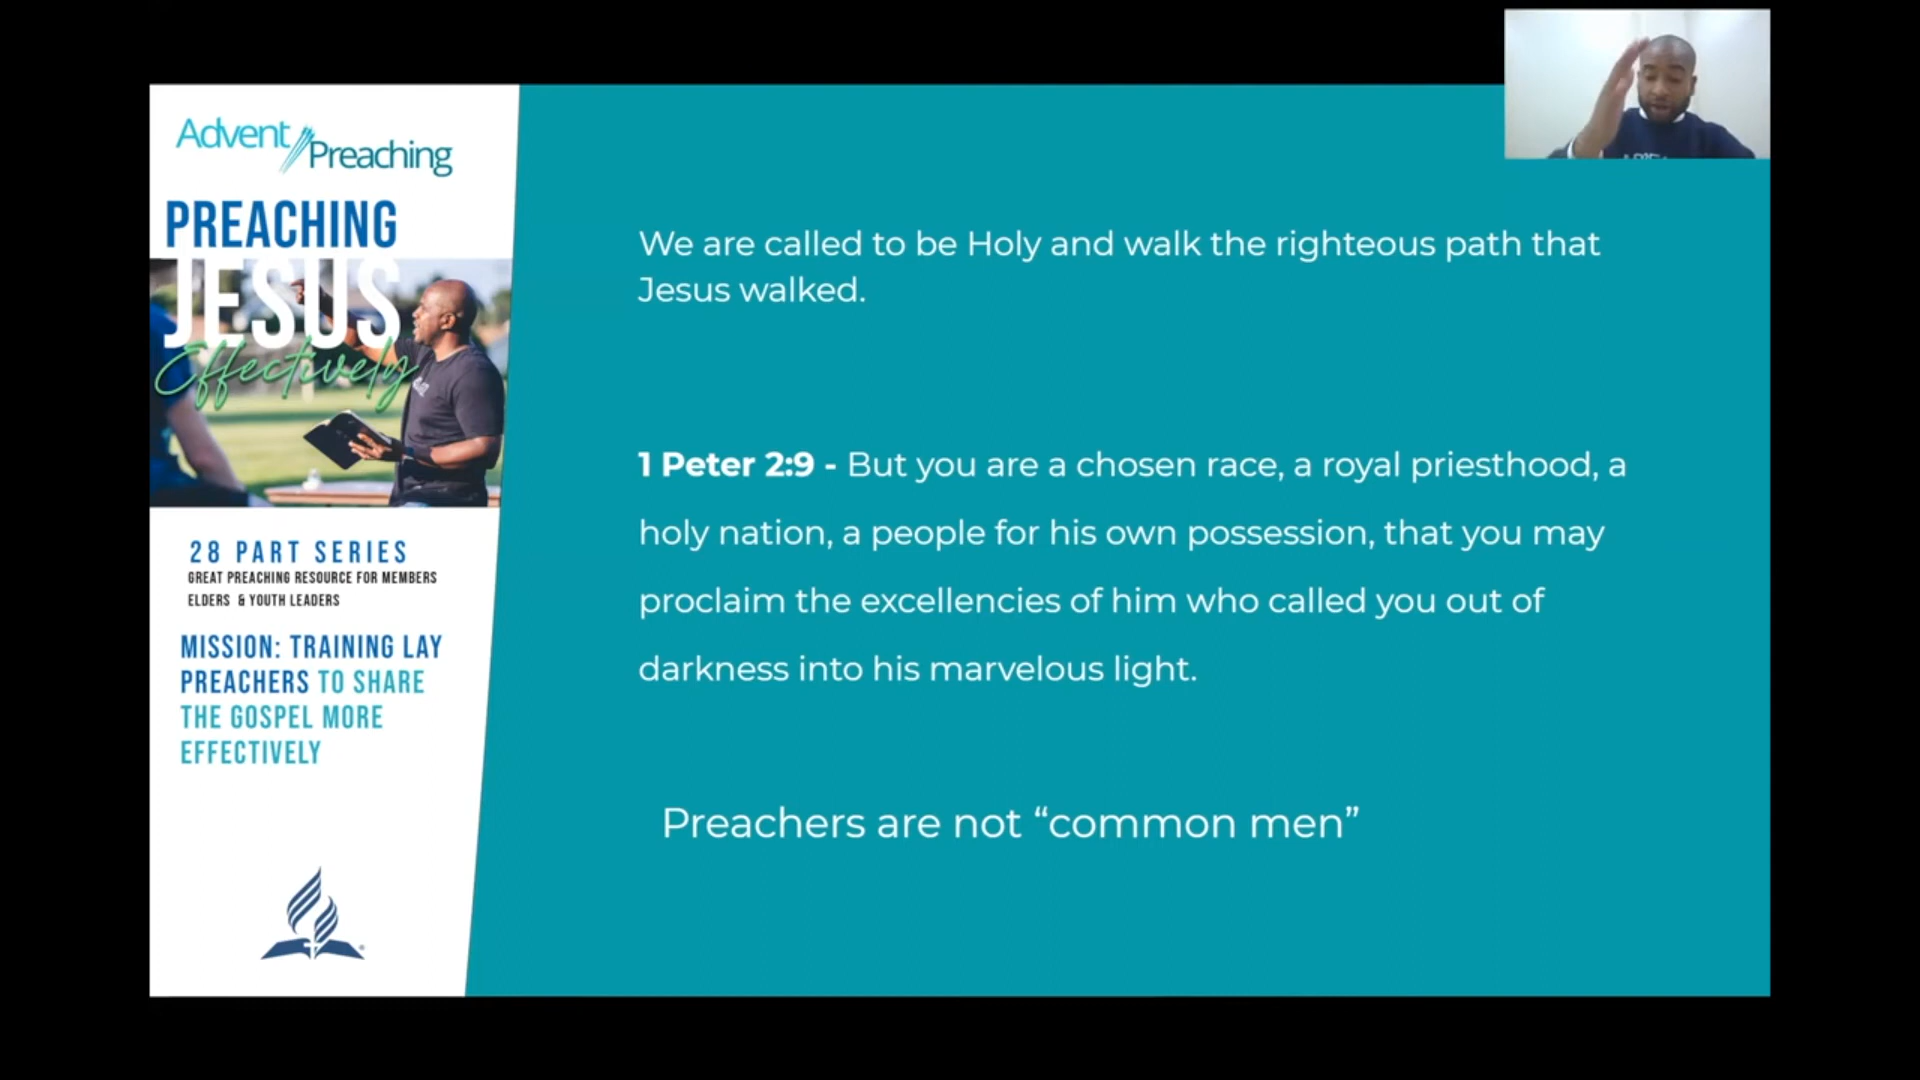 Advent
Preaching
PREACHING
JESUS
Effectively
28 PART SERIES
GREAT PREACHING RESOURCE FOR MEMBERS
ELERS & YOUTH LEADERS
MISSION: TRAINING LAY
PREACHERS TO SHARE
THE GOSPEL MORE
EFFECTIVELY
We are called to be Holy and walk the righteous path that
Jesus walked.
1 Peter 2:9 - But you are a chosen race, a royal priesthood, a
holy nation, a people for his own possession, that you may
proclaim the excellencies of him who called you out of
darkness into his marvelous light.
Preachers are not “common men”